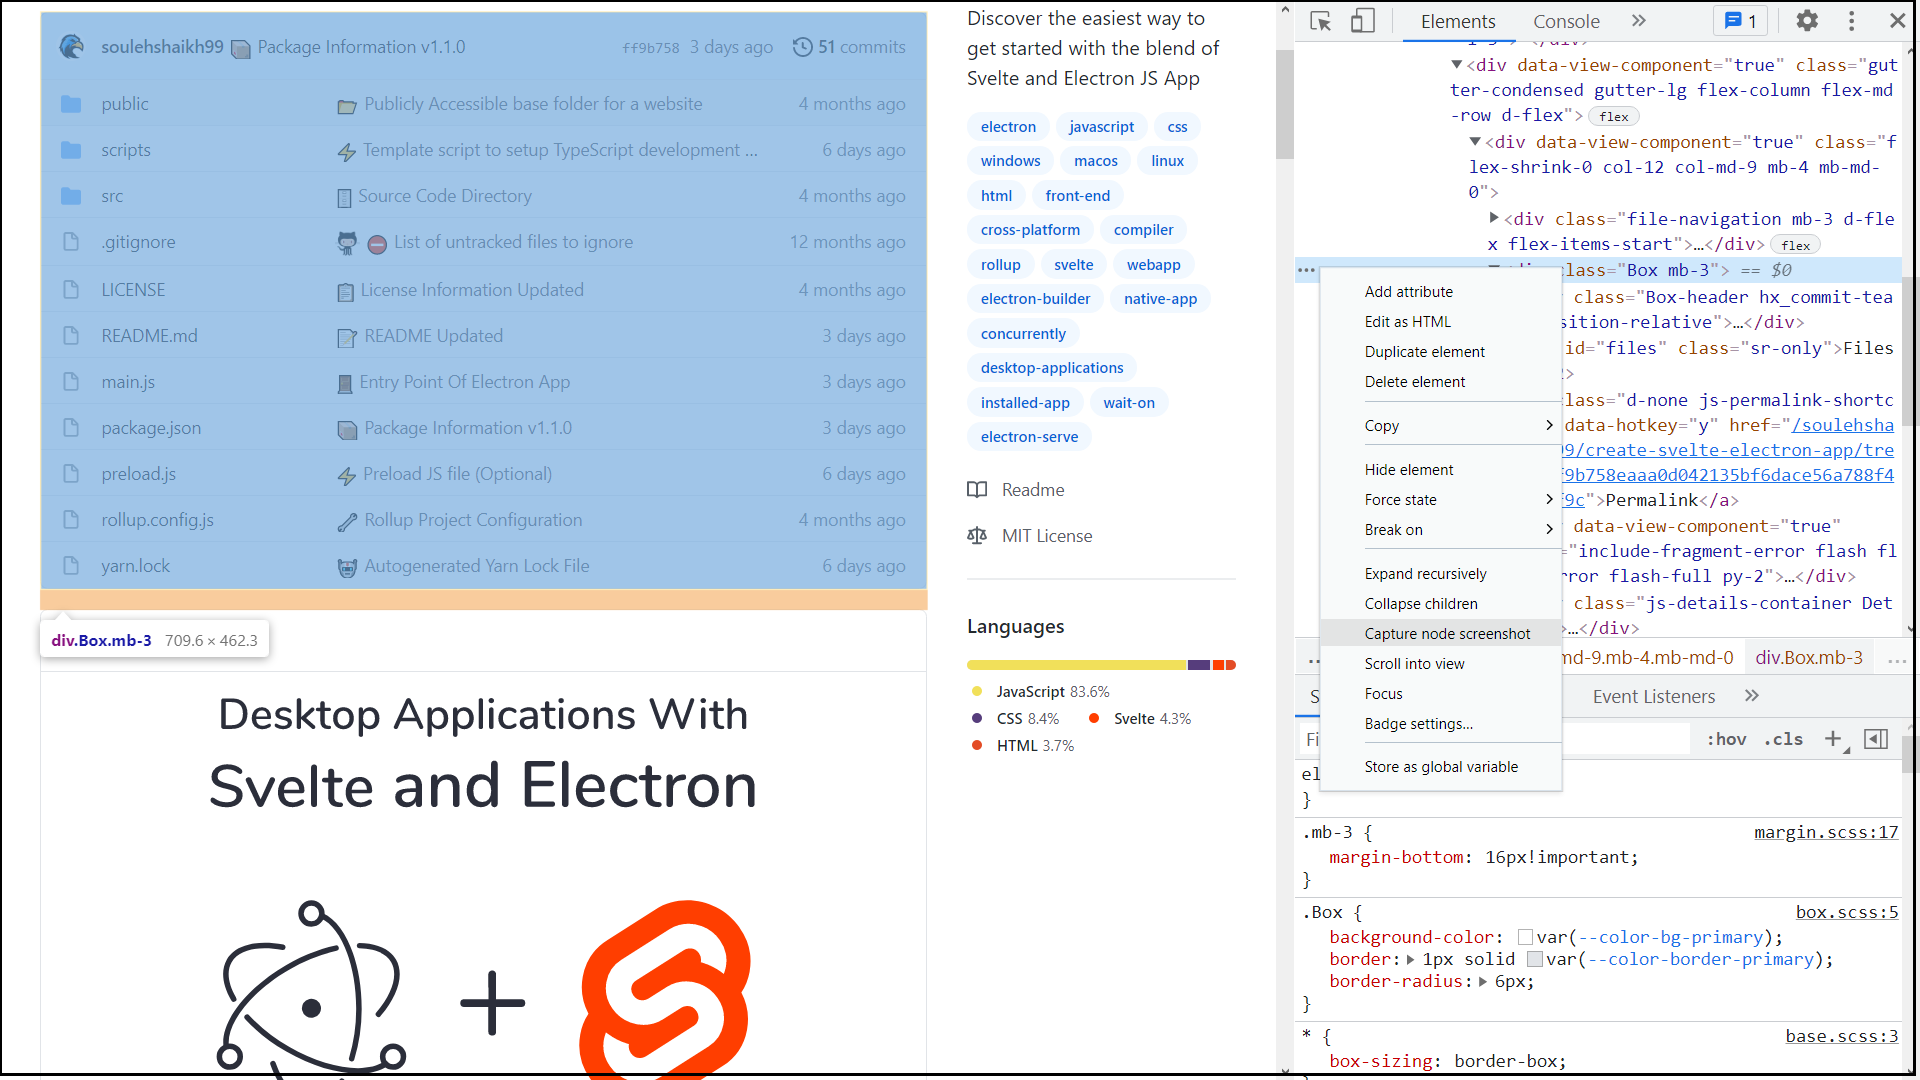 soulehshaikh99 Package Information v1.1.0 ff9b758 3 days ago 51 commits
public Publicly Accessible base folder for a website 4 months ago
scripts Template script to setup TypeScript development ... 6 days ago
src Source Code Directory 4 months ago
.gitignore List of untracked files to ignore 12 months ago
LICENSE License Information Updated 4 months ago
README.md README Updated 3 days ago
main.js Entry Point Of Electron App 3 days ago
package.json Package Information v1.1.0 3 days ago
preload.js Preload JS file (Optional) 6 days ago
rollup.config.js Rollup Project Configuration 4 months ago
yarn.lock Autogenerated Yarn Lock File 6 days ago
div.Box.mb-3 709.6 × 462.3
Desktop Applications With
Svelte and Electron
Discover the easiest way to
get started with the blend of
Svelte and Electron JS App
electron javascript css
windows macos linux
html front-end
cross-platform compiler
rollup svelte webapp
electron-builder native-app
concurrently
desktop-applications
installed-app wait-on
electron-serve
Readme
MIT License
Languages
JavaScript 83.6%
CSS 8.4% Svelte 4.3%
HTML 3.7%
Elements Console » 1
<div data-view-component="true" class="gut
ter-condensed gutter-lg flex-column flex-md
-row d-flex"> flex
<div data-view-component="true" class="f
lex-shrink-0 col-12 col-md-9 mb-4 mb-md-
0">
<div class="file-navigation mb-3 d-fle
x flex-items-start">…</div> flex
class="Box mb-3"> == $0
class="Box-header hx_commit-tea
sition-relative">…</div>
id="files" class="sr-only">Files
>
lass="d-none js-permalink-shortc
data-hotkey="y" href="/soulehsha
9/create-svelte-electron-app/tre
f9b758eaaa0d042135bf6dace56a788f4
f9c">Permalink</a>
data-view-component="true"
="include-fragment-error flash fl
rror flash-full py-2">…</div>
class="js-details-container Det
>…</div>
Add attribute
Edit as HTML
Duplicate element
Delete element
Copy
Hide element
Force state
Break on
Expand recursively
Collapse children
Capture node screenshot
Scroll into view
Focus
Badge settings...
Store as global variable
md-9.mb-4.mb-md-0 div.Box.mb-3 ...
S Event Listeners »
Fi :hov .cls +
el
}
.mb-3 { margin.scss:17
margin-bottom: 16px!important;
}
.Box { box.scss:5
background-color: var(--color-bg-primary);
border: 1px solid var(--color-border-primary);
border-radius: 6px;
}
* { base.scss:3
box-sizing: border-box;